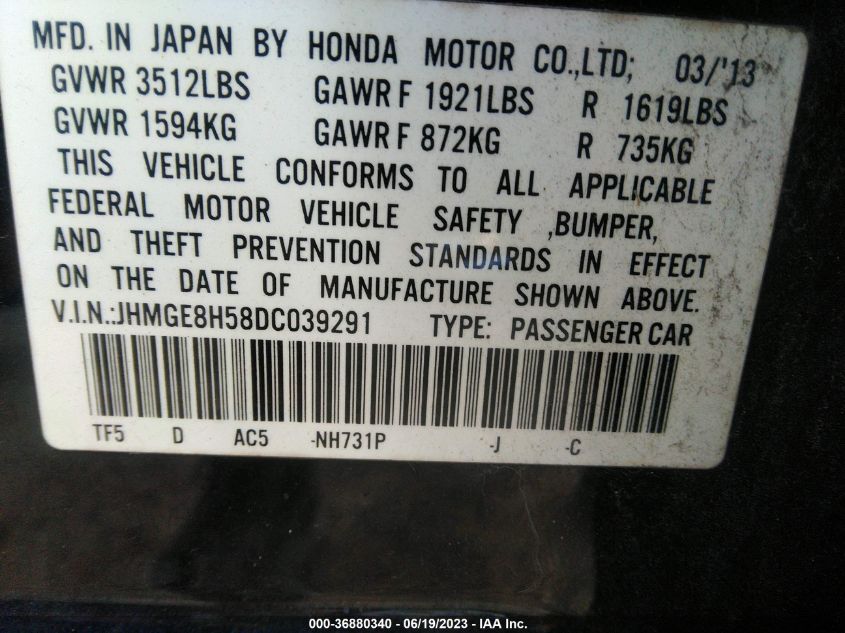 MFD. IN JAPAN BY HONDA MOTOR CO.,LTD; 03/'13
GVWR 3512LBS GAWR F 1921LBS R 1619LBS
GVWR 1594KG GAWR F 872KG R 735KG
THIS VEHICLE CONFORMS TO ALL APPLICABLE
FEDERAL MOTOR VEHICLE SAFETY ,BUMPER,
AND THEFT PREVENTION STANDARDS IN EFFECT
ON THE DATE OF MANUFACTURE SHOWN ABOVE.
V.I.N.:JHMGE8H58DC039291 TYPE: PASSENGER CAR
TF5 D AC5 -NH731P -J -C
000-36880340 - 06/19/2023 - IAA Inc.